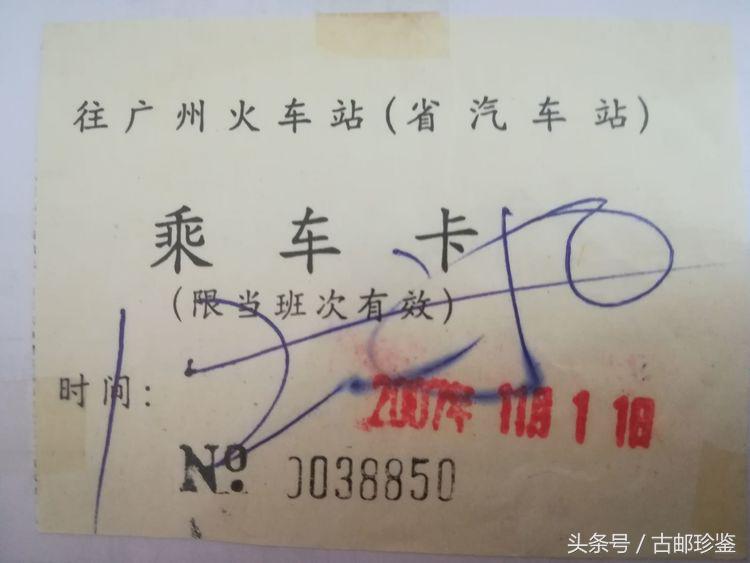 往广州火车站(省汽车站)
乘车卡
(限当班次有效)
时间:
2007年 11月 1 1日
№ 0038850
头条号 / 古邮珍鉴